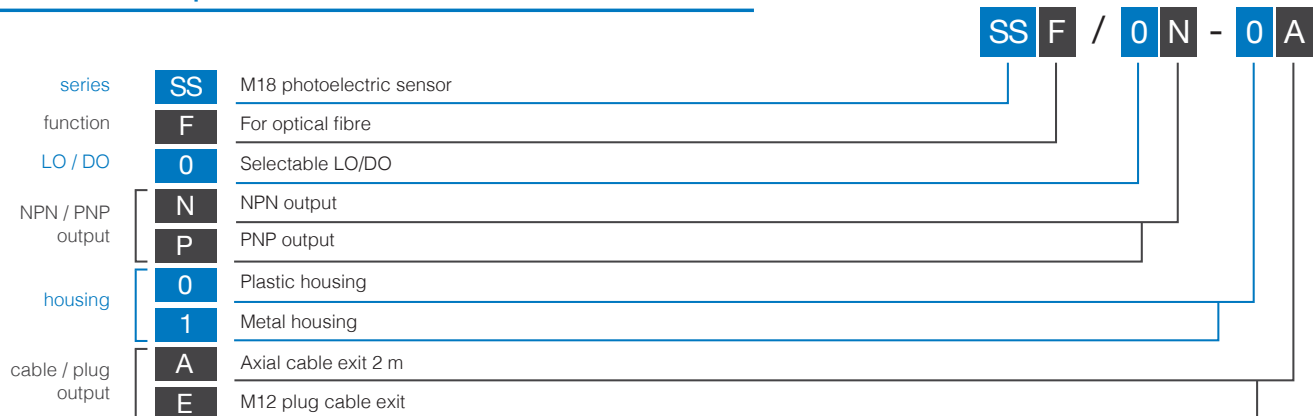 SS F / 0 N - 0 A
series SS M18 photoelectric sensor
function F For optical fibre
LO / DO 0 Selectable LO/DO
NPN / PNP output
N NPN output
P PNP output
housing
0 Plastic housing
1 Metal housing
cable / plug output
A Axial cable exit 2 m
E M12 plug cable exit